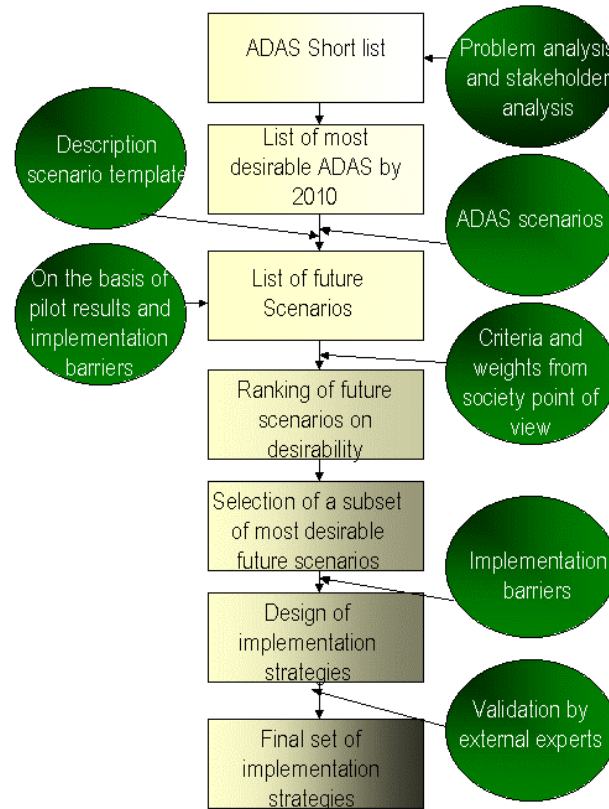 ADAS Short list
Problem analysis
and stakeholder
analysis
List of most
desirable ADAS by
2010
Description
scenario template
ADAS scenarios
On the basis of
pilot results and
implementation
barriers
List of future
Scenarios
Criteria and
weights from
society point of
view
Ranking of future
scenarios on
desirability
Selection of a subset
of most desirable
future scenarios
Implementation
barriers
Design of
implementation
strategies
Validation by
external experts
Final set of
implementation
strategies